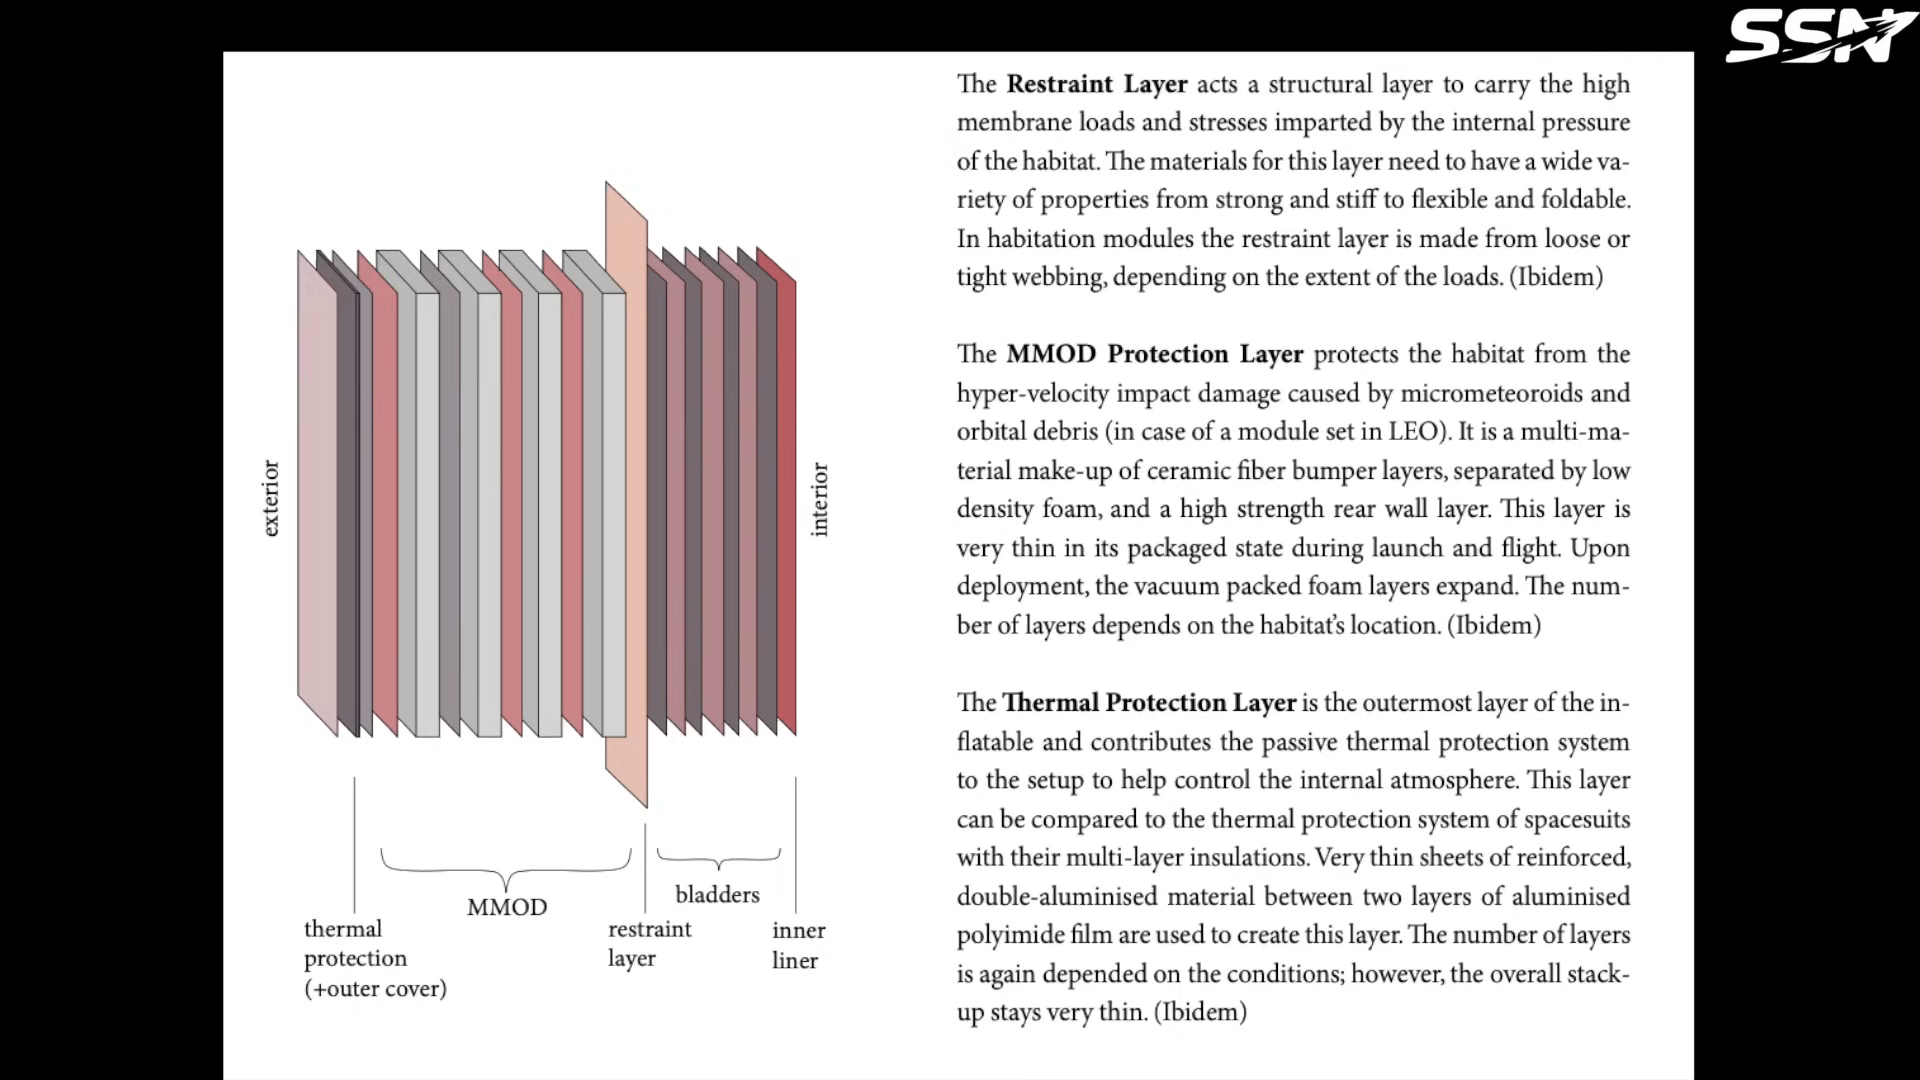 SSN
The Restraint Layer acts a structural layer to carry the high
membrane loads and stresses imparted by the internal pressure
of the habitat. The materials for this layer need to have a wide va-
riety of properties from strong and stiff to flexible and foldable.
In habitation modules the restraint layer is made from loose or
tight webbing, depending on the extent of the loads. (Ibidem)
The MMOD Protection Layer protects the habitat from the
hyper-velocity impact damage caused by micrometeoroids and
orbital debris (in case of a module set in LEO). It is a multi-ma-
terial make-up of ceramic fiber bumper layers, separated by low
density foam, and a high strength rear wall layer. This layer is
very thin in its packaged state during launch and flight. Upon
deployment, the vacuum packed foam layers expand. The num-
ber of layers depends on the habitat's location. (Ibidem)
The Thermal Protection Layer is the outermost layer of the in-
flatable and contributes the passive thermal protection system
to the setup to help control the internal atmosphere. This layer
can be compared to the thermal protection system of spacesuits
with their multi-layer insulations. Very thin sheets of reinforced,
double-aluminised material between two layers of aluminised
polyimide film are used to create this layer. The number of layers
is again depended on the conditions; however, the overall stack-
up stays very thin. (Ibidem)
exterior
interior
MMOD
bladders
thermal
protection
(+outer cover)
restraint
layer
inner
liner